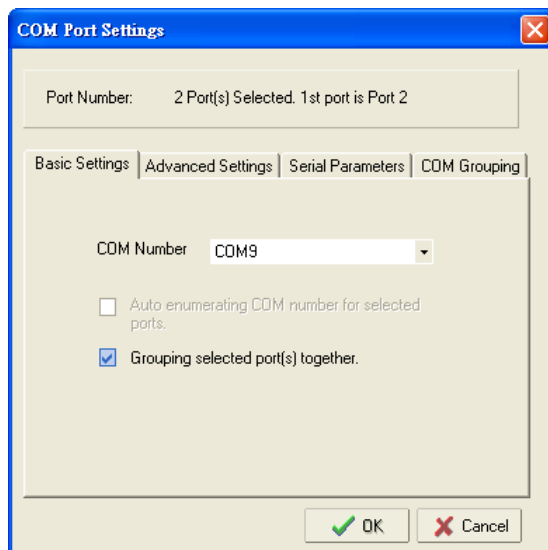 COM Port Settings
Port Number: 2 Port(s) Selected. 1st port is Port 2
Basic Settings Advanced Settings Serial Parameters COM Grouping
COM Number COM9
Auto enumerating COM number for selected
ports.
Grouping selected port(s) together.
OK Cancel